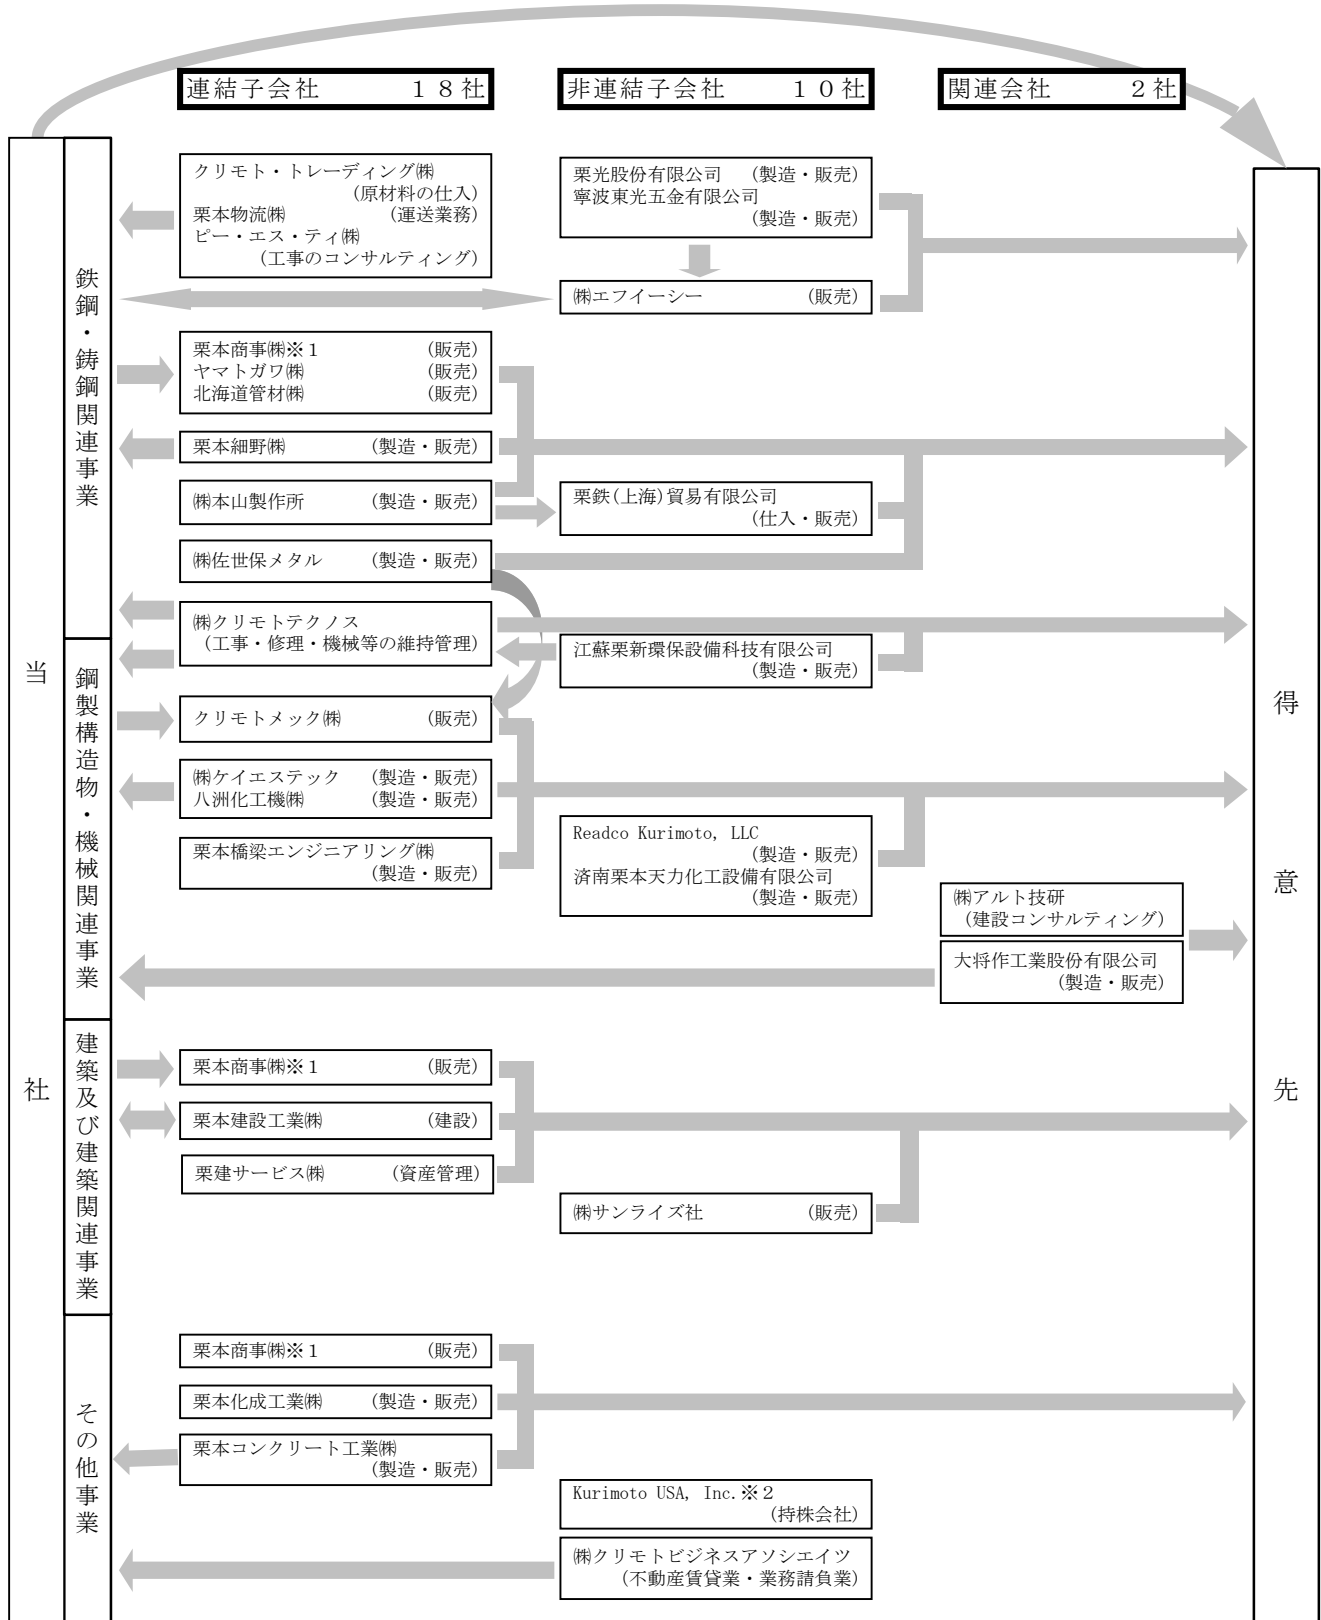 連結子会社　１８社
非連結子会社　１０社
関連会社　２社
当社
鉄鋼・鋳鋼関連事業
クリモト・トレーディング㈱
(原材料の仕入)
栗本物流㈱　(運送業務)
ピー・エス・ティ㈱
(工事のコンサルティング)
栗光股份有限公司　(製造・販売)
寧波東光五金有限公司
(製造・販売)
㈱エフイーシー　(販売)
栗本商事㈱※１　(販売)
ヤマトガワ㈱　(販売)
北海道管材㈱　(販売)
栗本細野㈱　(製造・販売)
㈱本山製作所　(製造・販売)
栗鉄(上海)貿易有限公司
(仕入・販売)
㈱佐世保メタル　(製造・販売)
㈱クリモトテクノス
(工事・修理・機械等の維持管理)
江蘇栗新環保設備科技有限公司
(製造・販売)
鋼製構造物・機械関連事業
クリモトメック㈱　(販売)
㈱ケイエステック　(製造・販売)
八洲化工機㈱　(製造・販売)
栗本橋梁エンジニアリング㈱
(製造・販売)
Readco Kurimoto, LLC
(製造・販売)
済南栗本天力化工設備有限公司
(製造・販売)
㈱アルト技研
(建設コンサルティング)
大将作工業股份有限公司
(製造・販売)
建築及び建築関連事業
栗本商事㈱※１　(販売)
栗本建設工業㈱　(建設)
栗建サービス㈱　(資産管理)
㈱サンライズ社　(販売)
その他事業
栗本商事㈱※１　(販売)
栗本化成工業㈱　(製造・販売)
栗本コンクリート工業㈱
(製造・販売)
Kurimoto USA, Inc.※２
(持株会社)
㈱クリモトビジネスアソシエイツ
(不動産賃貸業・業務請負業)
得意先